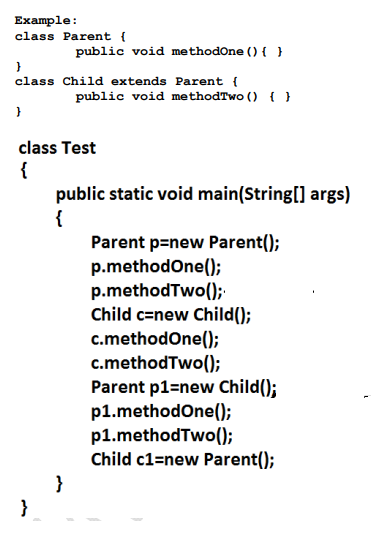 Example:
class Parent {
public void methodOne(){ }
}
class Child extends Parent {
public void methodTwo() { }
}
class Test
{
public static void main(String[] args)
{
Parent p=new Parent();
p.methodOne();
p.methodTwo();
Child c=new Child();
c.methodOne();
c.methodTwo();
Parent p1=new Child();
p1.methodOne();
p1.methodTwo();
Child c1=new Parent();
}
}